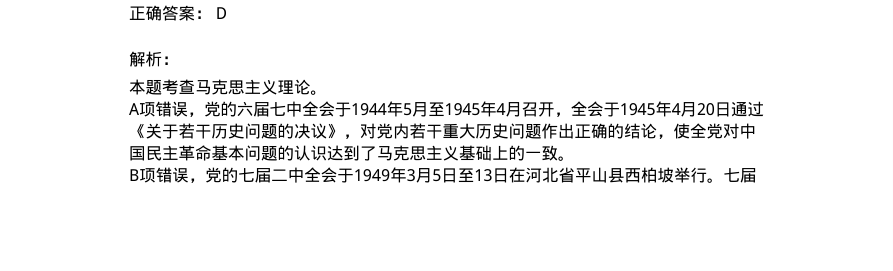 正确答案： D
解析：
本题考查马克思主义理论。
A项错误，党的六届七中全会于1944年5月至1945年4月召开，全会于1945年4月20日通过
《关于若干历史问题的决议》，对党内若干重大历史问题作出正确的结论，使全党对中
国民主革命基本问题的认识达到了马克思主义基础上的一致。
B项错误，党的七届二中全会于1949年3月5日至13日在河北省平山县西柏坡举行。七届